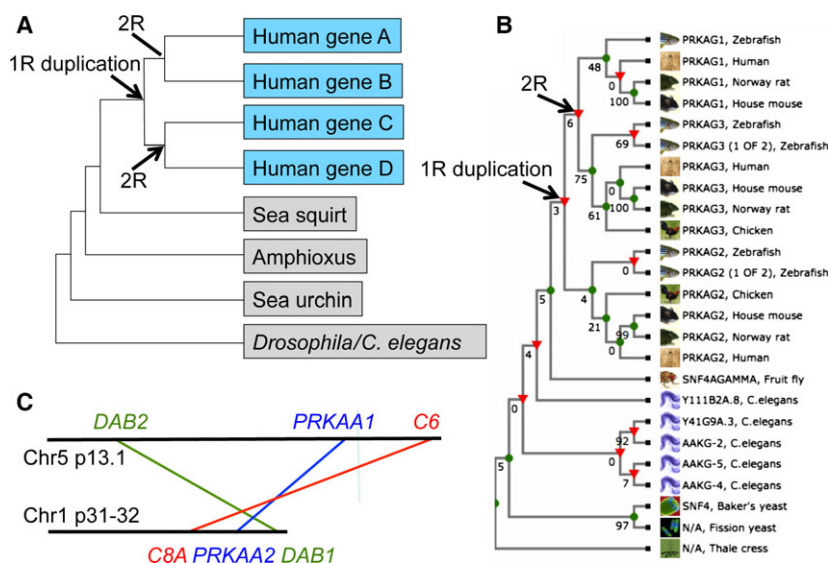 A
2R
1R duplication
2R
Human gene A
Human gene B
Human gene C
Human gene D
Sea squirt
Amphioxus
Sea urchin
Drosophila/C. elegans
B
2R
1R duplication
PRKAG1, Zebrafish
48
PRKAG1, Human
0
PRKAG1, Norway rat
100
PRKAG1, House mouse
6
PRKAG3, Zebrafish
69
PRKAG3 (1 OF 2), Zebrafish
PRKAG3, Human
75
0
PRKAG3, House mouse
3
61
100
PRKAG3, Norway rat
PRKAG3, Chicken
PRKAG2, Zebrafish
0
PRKAG2 (1 OF 2), Zebrafish
5
4
PRKAG2, Chicken
PRKAG2, House mouse
21
99
PRKAG2, Norway rat
4
0
PRKAG2, Human
SNF4AGAMMA, Fruit fly
0
Y111B2A.8, C.elegans
Y41G9A.3, C.elegans
92
AAKG-2, C.elegans
5
0
AAKG-5, C.elegans
7
AAKG-4, C.elegans
SNF4, Baker's yeast
97
N/A, Fission yeast
N/A, Thale cress
C
DAB2 PRKAA1 C6
Chr5 p13.1
Chr1 p31-32
C8A PRKAA2 DAB1